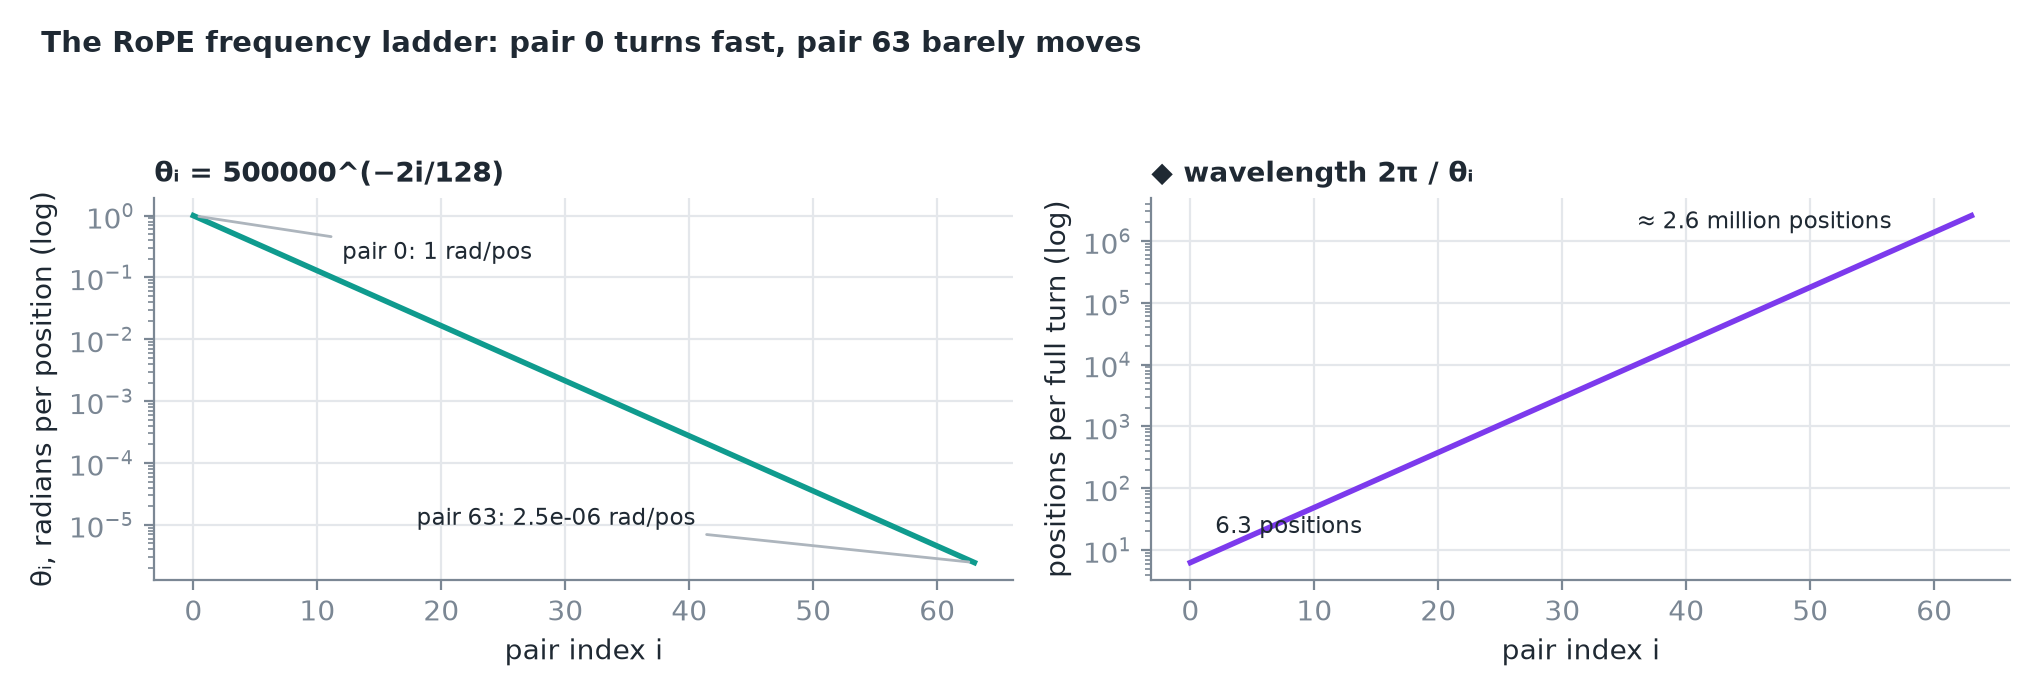 The RoPE frequency ladder: pair 0 turns fast, pair 63 barely moves
θᵢ = 500000^(−2i/128)
θᵢ, radians per position (log)
10⁰
10⁻¹
10⁻²
10⁻³
10⁻⁴
10⁻⁵
pair 0: 1 rad/pos
pair 63: 2.5e-06 rad/pos
0 10 20 30 40 50 60
pair index i
◆ wavelength 2π / θᵢ
positions per full turn (log)
10⁶
10⁵
10⁴
10³
10²
10¹
≈ 2.6 million positions
6.3 positions
0 10 20 30 40 50 60
pair index i